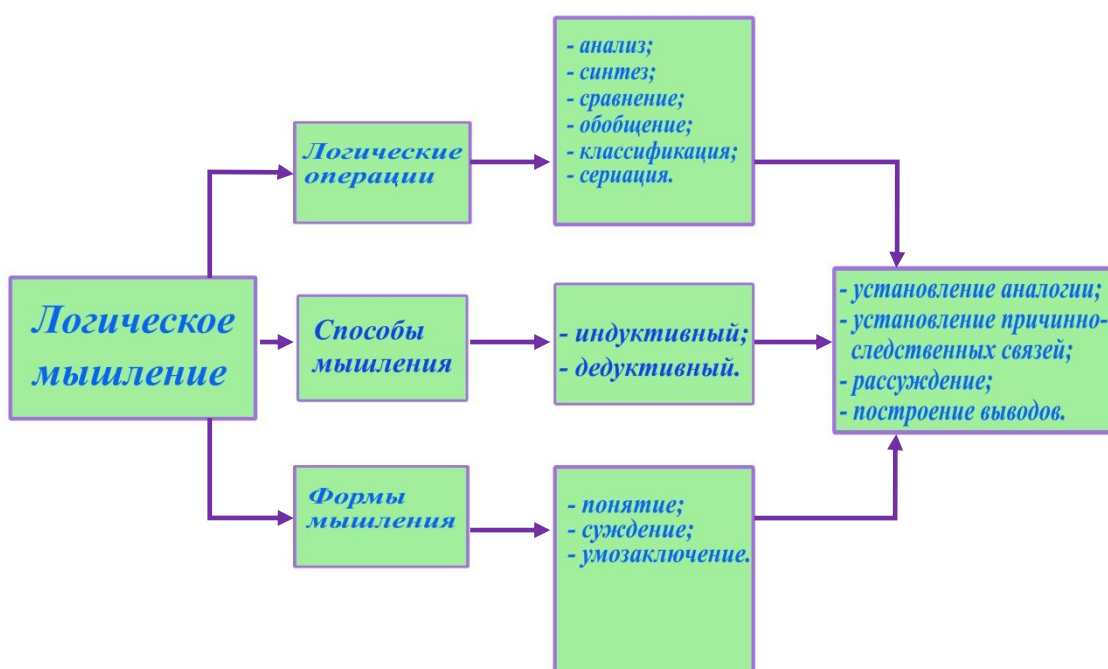 Логическое
мышление
Логические
операции
- анализ;
- синтез;
- сравнение;
- обобщение;
- классификация;
- сериация.
Способы
мышления
- индуктивный;
- дедуктивный.
Формы
мышления
- понятие;
- суждение;
- умозаключение.
- установление аналогии;
- установление причинно-
следственных связей;
- рассуждение;
- построение выводов.